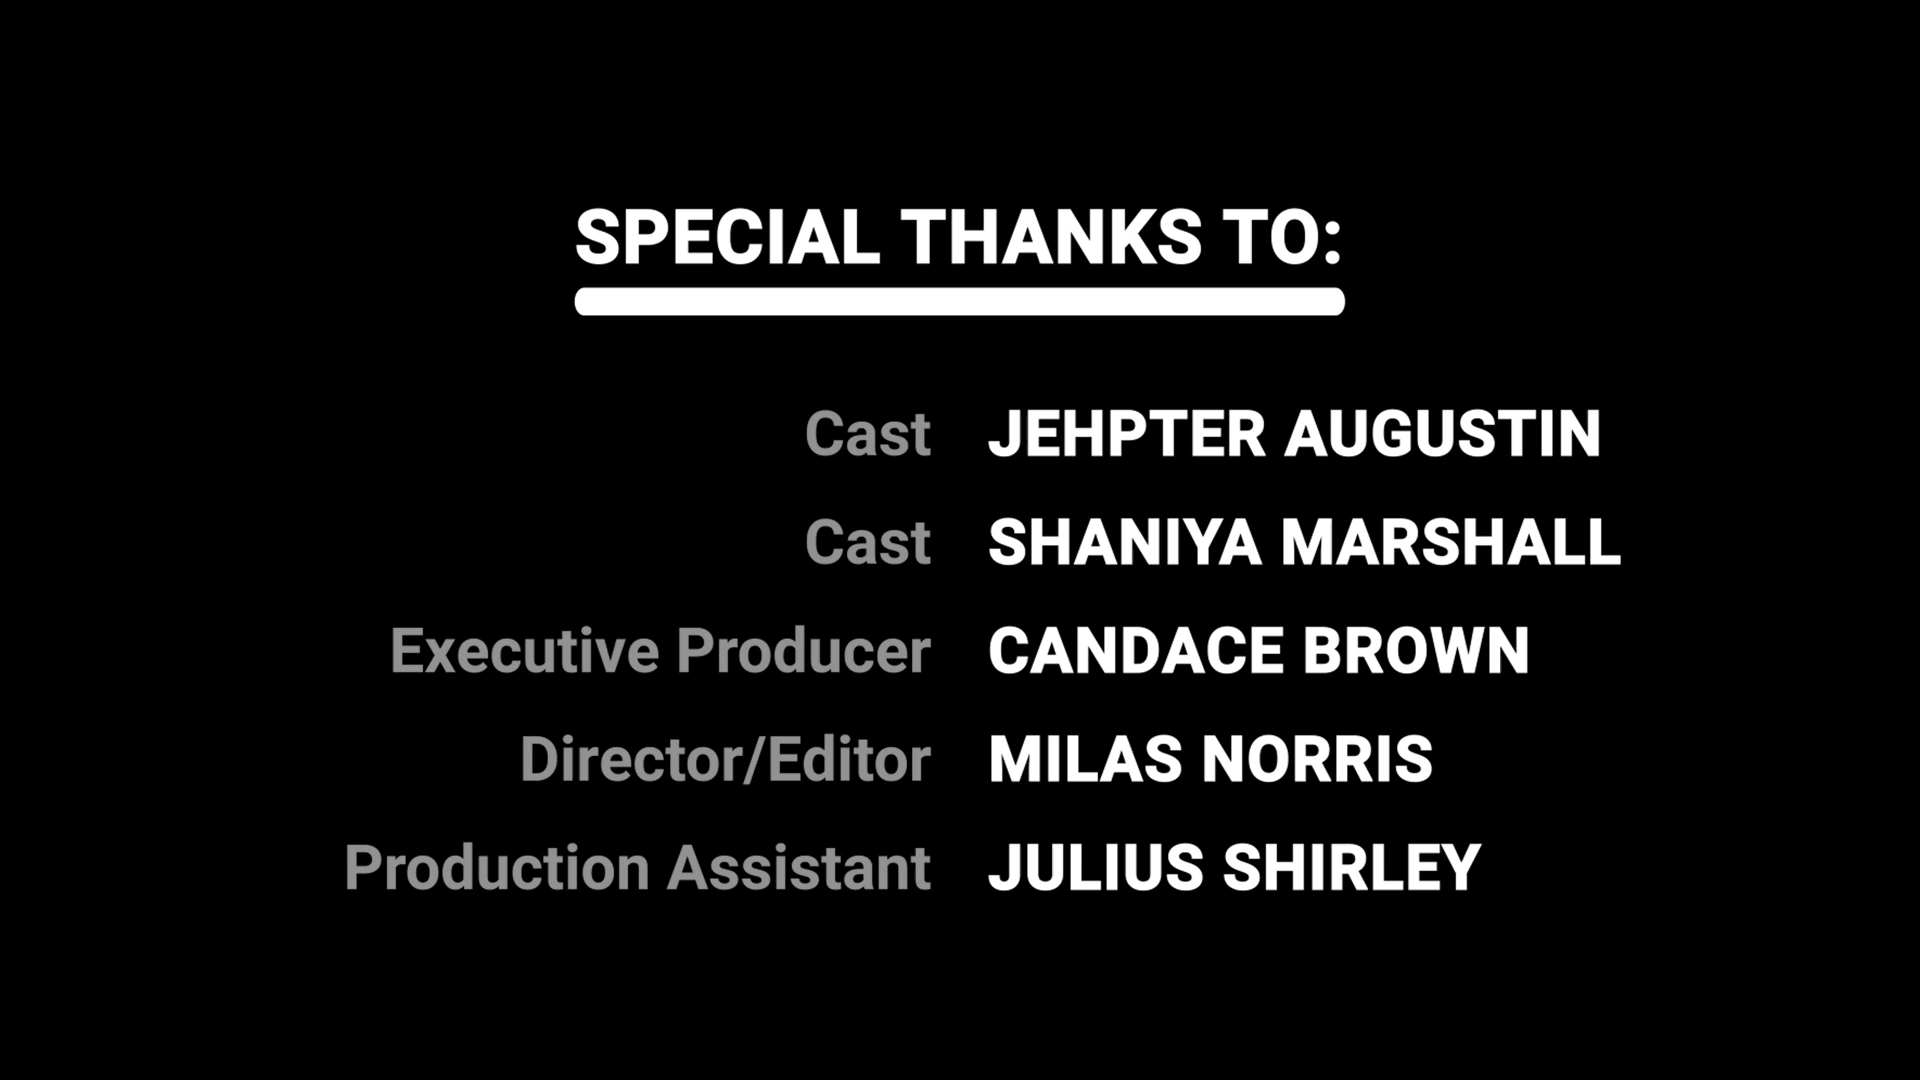 SPECIAL THANKS TO:
Cast JEHPTER AUGUSTIN
Cast SHANIYA MARSHALL
Executive Producer CANDACE BROWN
Director/Editor MILAS NORRIS
Production Assistant JULIUS SHIRLEY